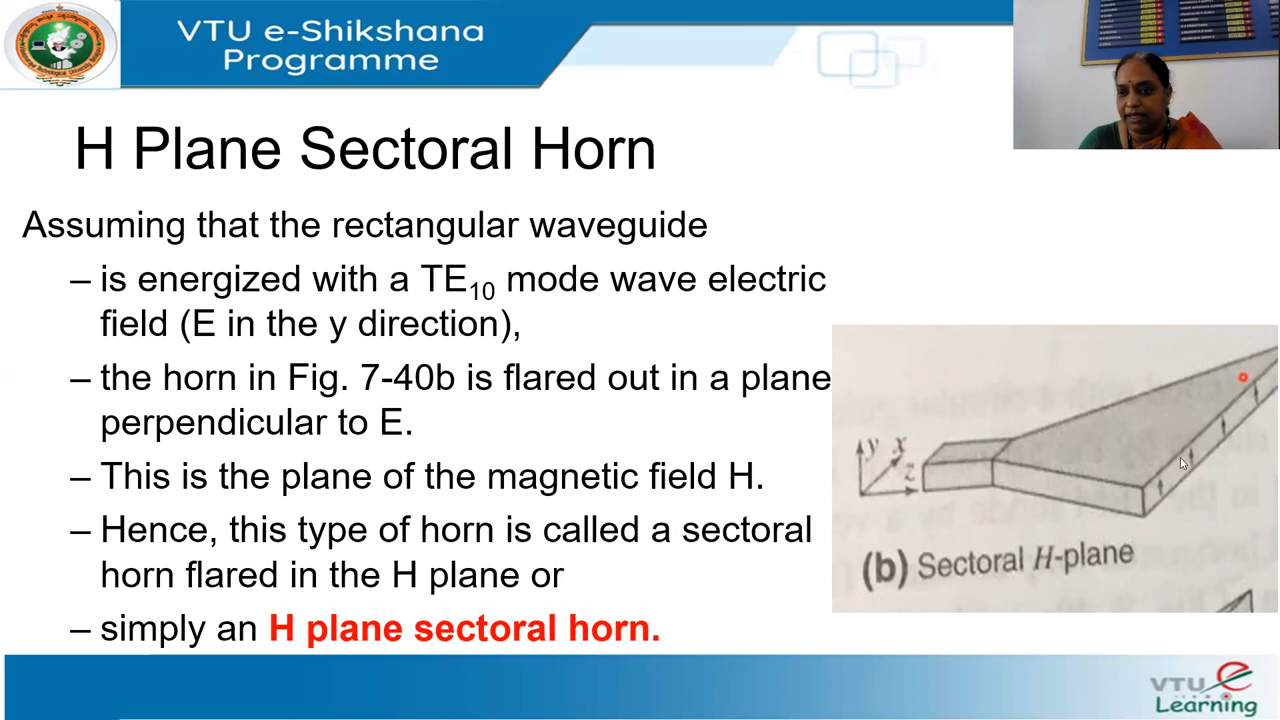 VTU e-Shikshana
Programme
H Plane Sectoral Horn
Assuming that the rectangular waveguide
– is energized with a TE10 mode wave electric
field (E in the y direction),
– the horn in Fig. 7-40b is flared out in a plane
perpendicular to E.
– This is the plane of the magnetic field H.
– Hence, this type of horn is called a sectoral
horn flared in the H plane or
– simply an H plane sectoral horn.
y
x
z
(b) Sectoral H-plane
VTU e
Learning